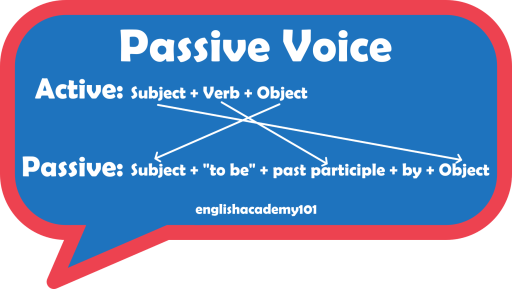 Passive Voice
Active: Subject + Verb + Object
Passive: Subject + "to be" + past participle + by + Object
englishacademy101